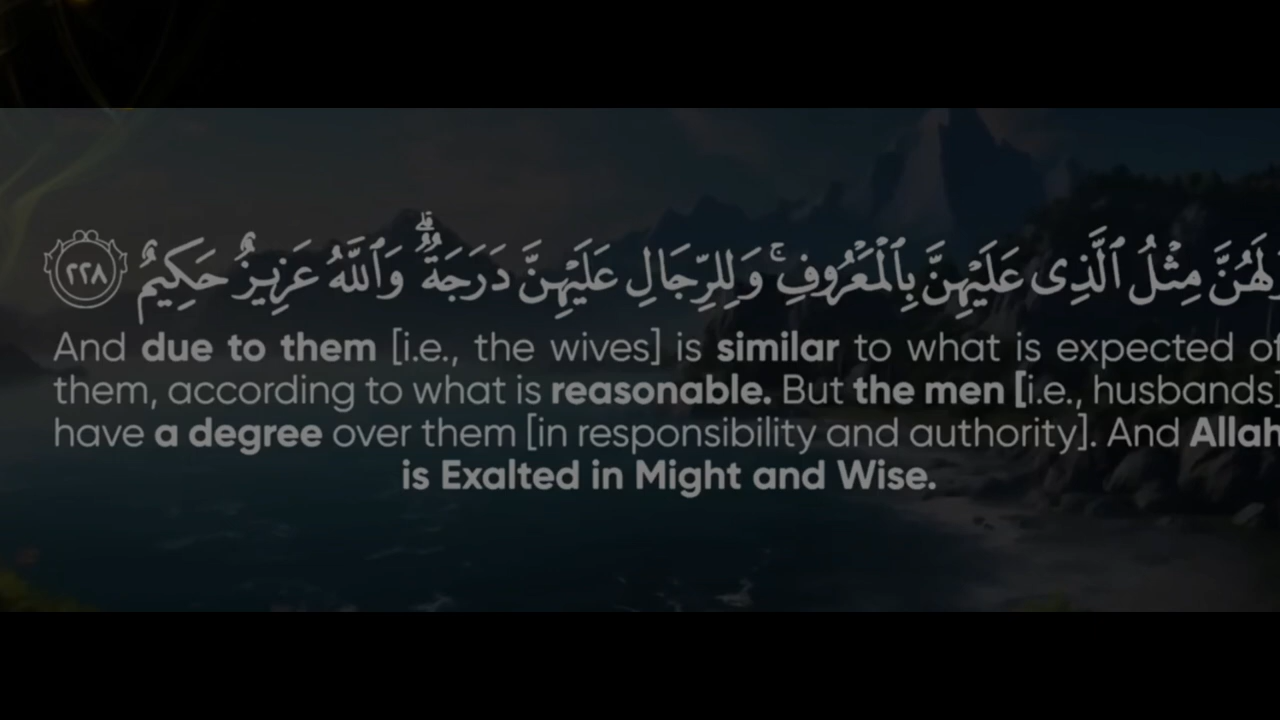 وَلَهُنَّ مِثْلُ ٱلَّذِى عَلَيْهِنَّ بِٱلْمَعْرُوفِ ۚ وَلِلرِّجَالِ عَلَيْهِنَّ دَرَجَةٌ ۗ وَٱللَّهُ عَزِيزٌ حَكِيمٌ ٢٢٨
And due to them [i.e., the wives] is similar to what is expected of
them, according to what is reasonable. But the men [i.e., husbands]
have a degree over them [in responsibility and authority]. And Allah
is Exalted in Might and Wise.